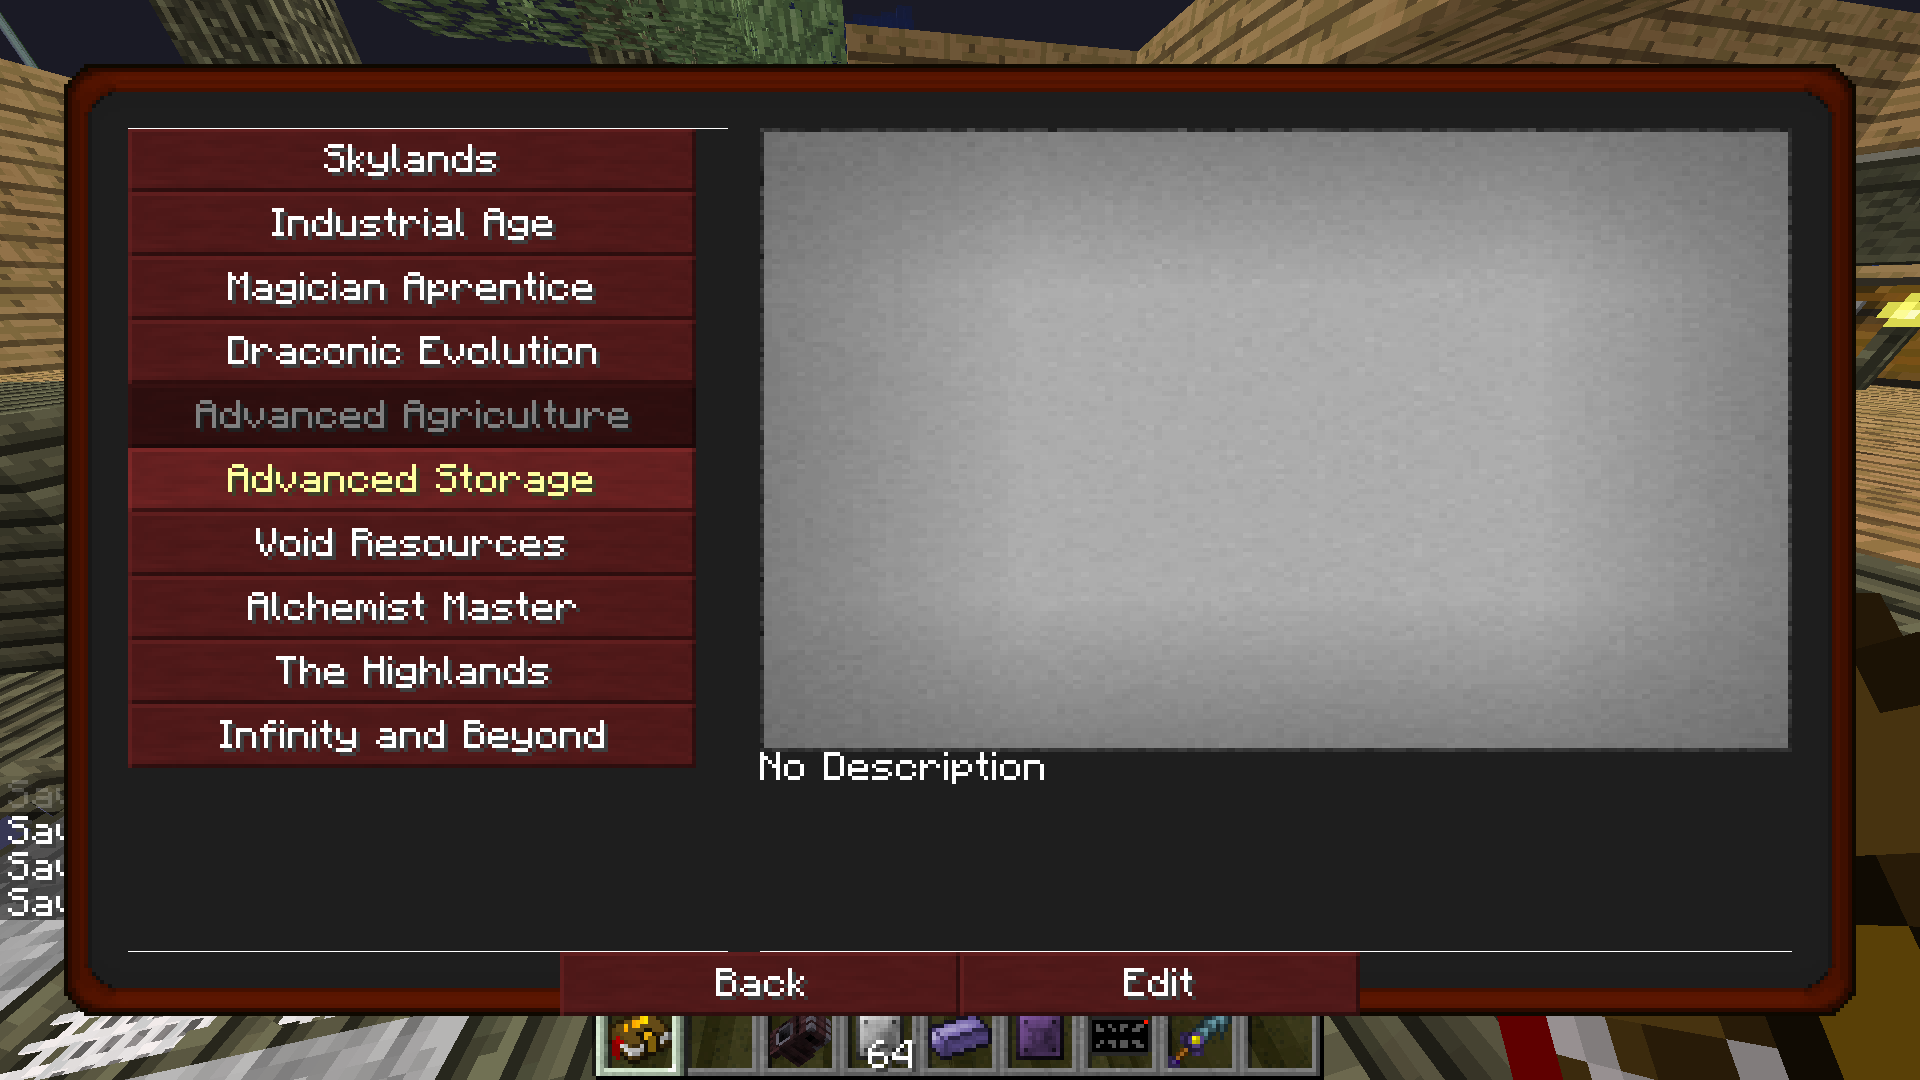 Skylands
Industrial Age
Magician Aprentice
Draconic Evolution
Advanced Agriculture
Advanced Storage
Void Resources
Alchemist Master
The Highlands
Infinity and Beyond
No Description
Back
Edit
64